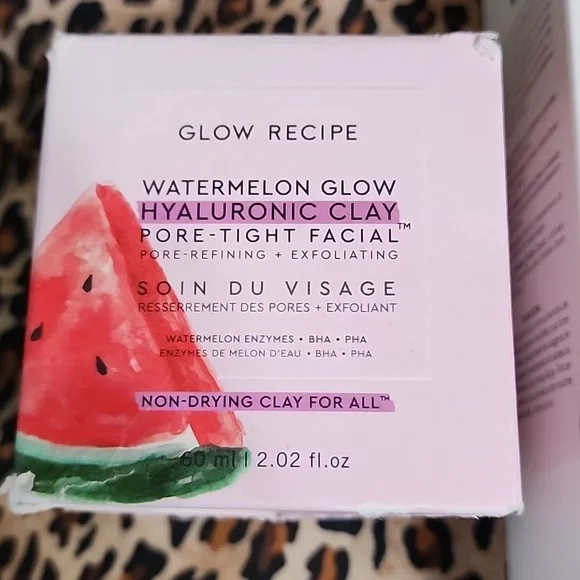 GLOW RECIPE
WATERMELON GLOW
HYALURONIC CLAY
PORE-TIGHT FACIAL™
PORE-REFINING + EXFOLIATING
SOIN DU VISAGE
RESSERREMENT DES PORES + EXFOLIANT
WATERMELON ENZYMES • BHA • PHA
ENZYMES DE MELON D'EAU • BHA • PHA
NON-DRYING CLAY FOR ALL™
60 ml | 2.02 fl.oz